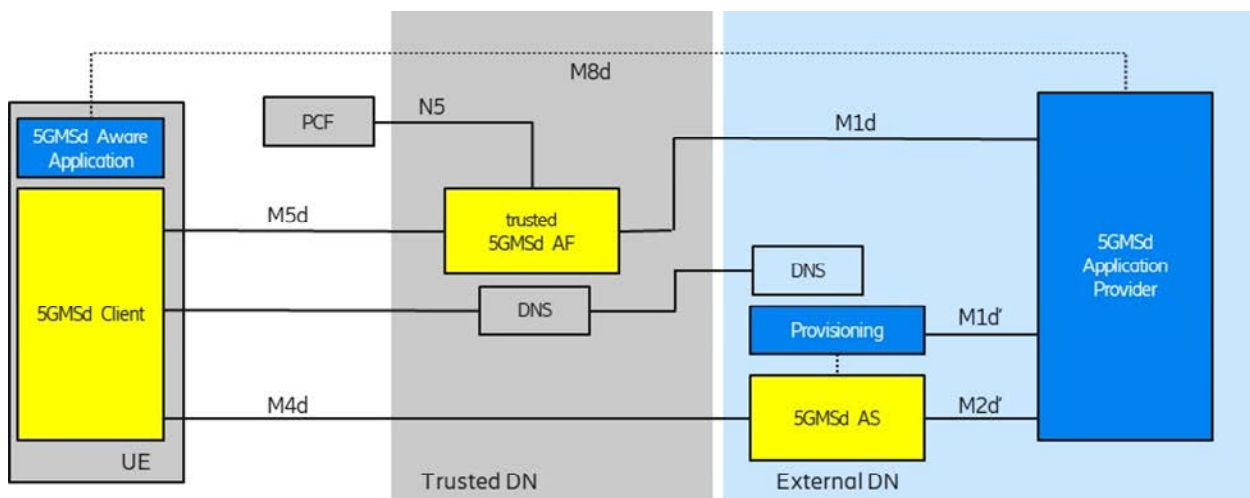 M8d
5GMSd Aware
Application
PCF
N5
M1d
M5d
trusted
5GMSd AF
5GMSd
Application
Provider
DNS
5GMSd Client
DNS
Provisioning
M1d'
M4d
5GMSd AS
M2d'
UE
Trusted DN
External DN